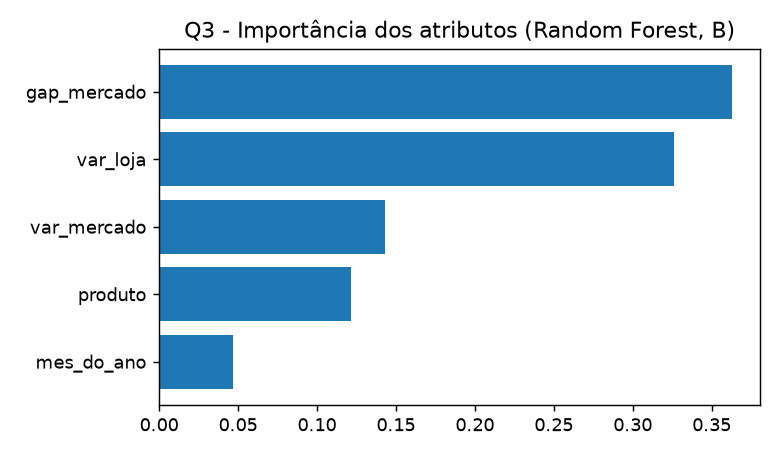 Q3 - Importância dos atributos (Random Forest, B)
gap_mercado
var_loja
var_mercado
produto
mes_do_ano
0.00 0.05 0.10 0.15 0.20 0.25 0.30 0.35